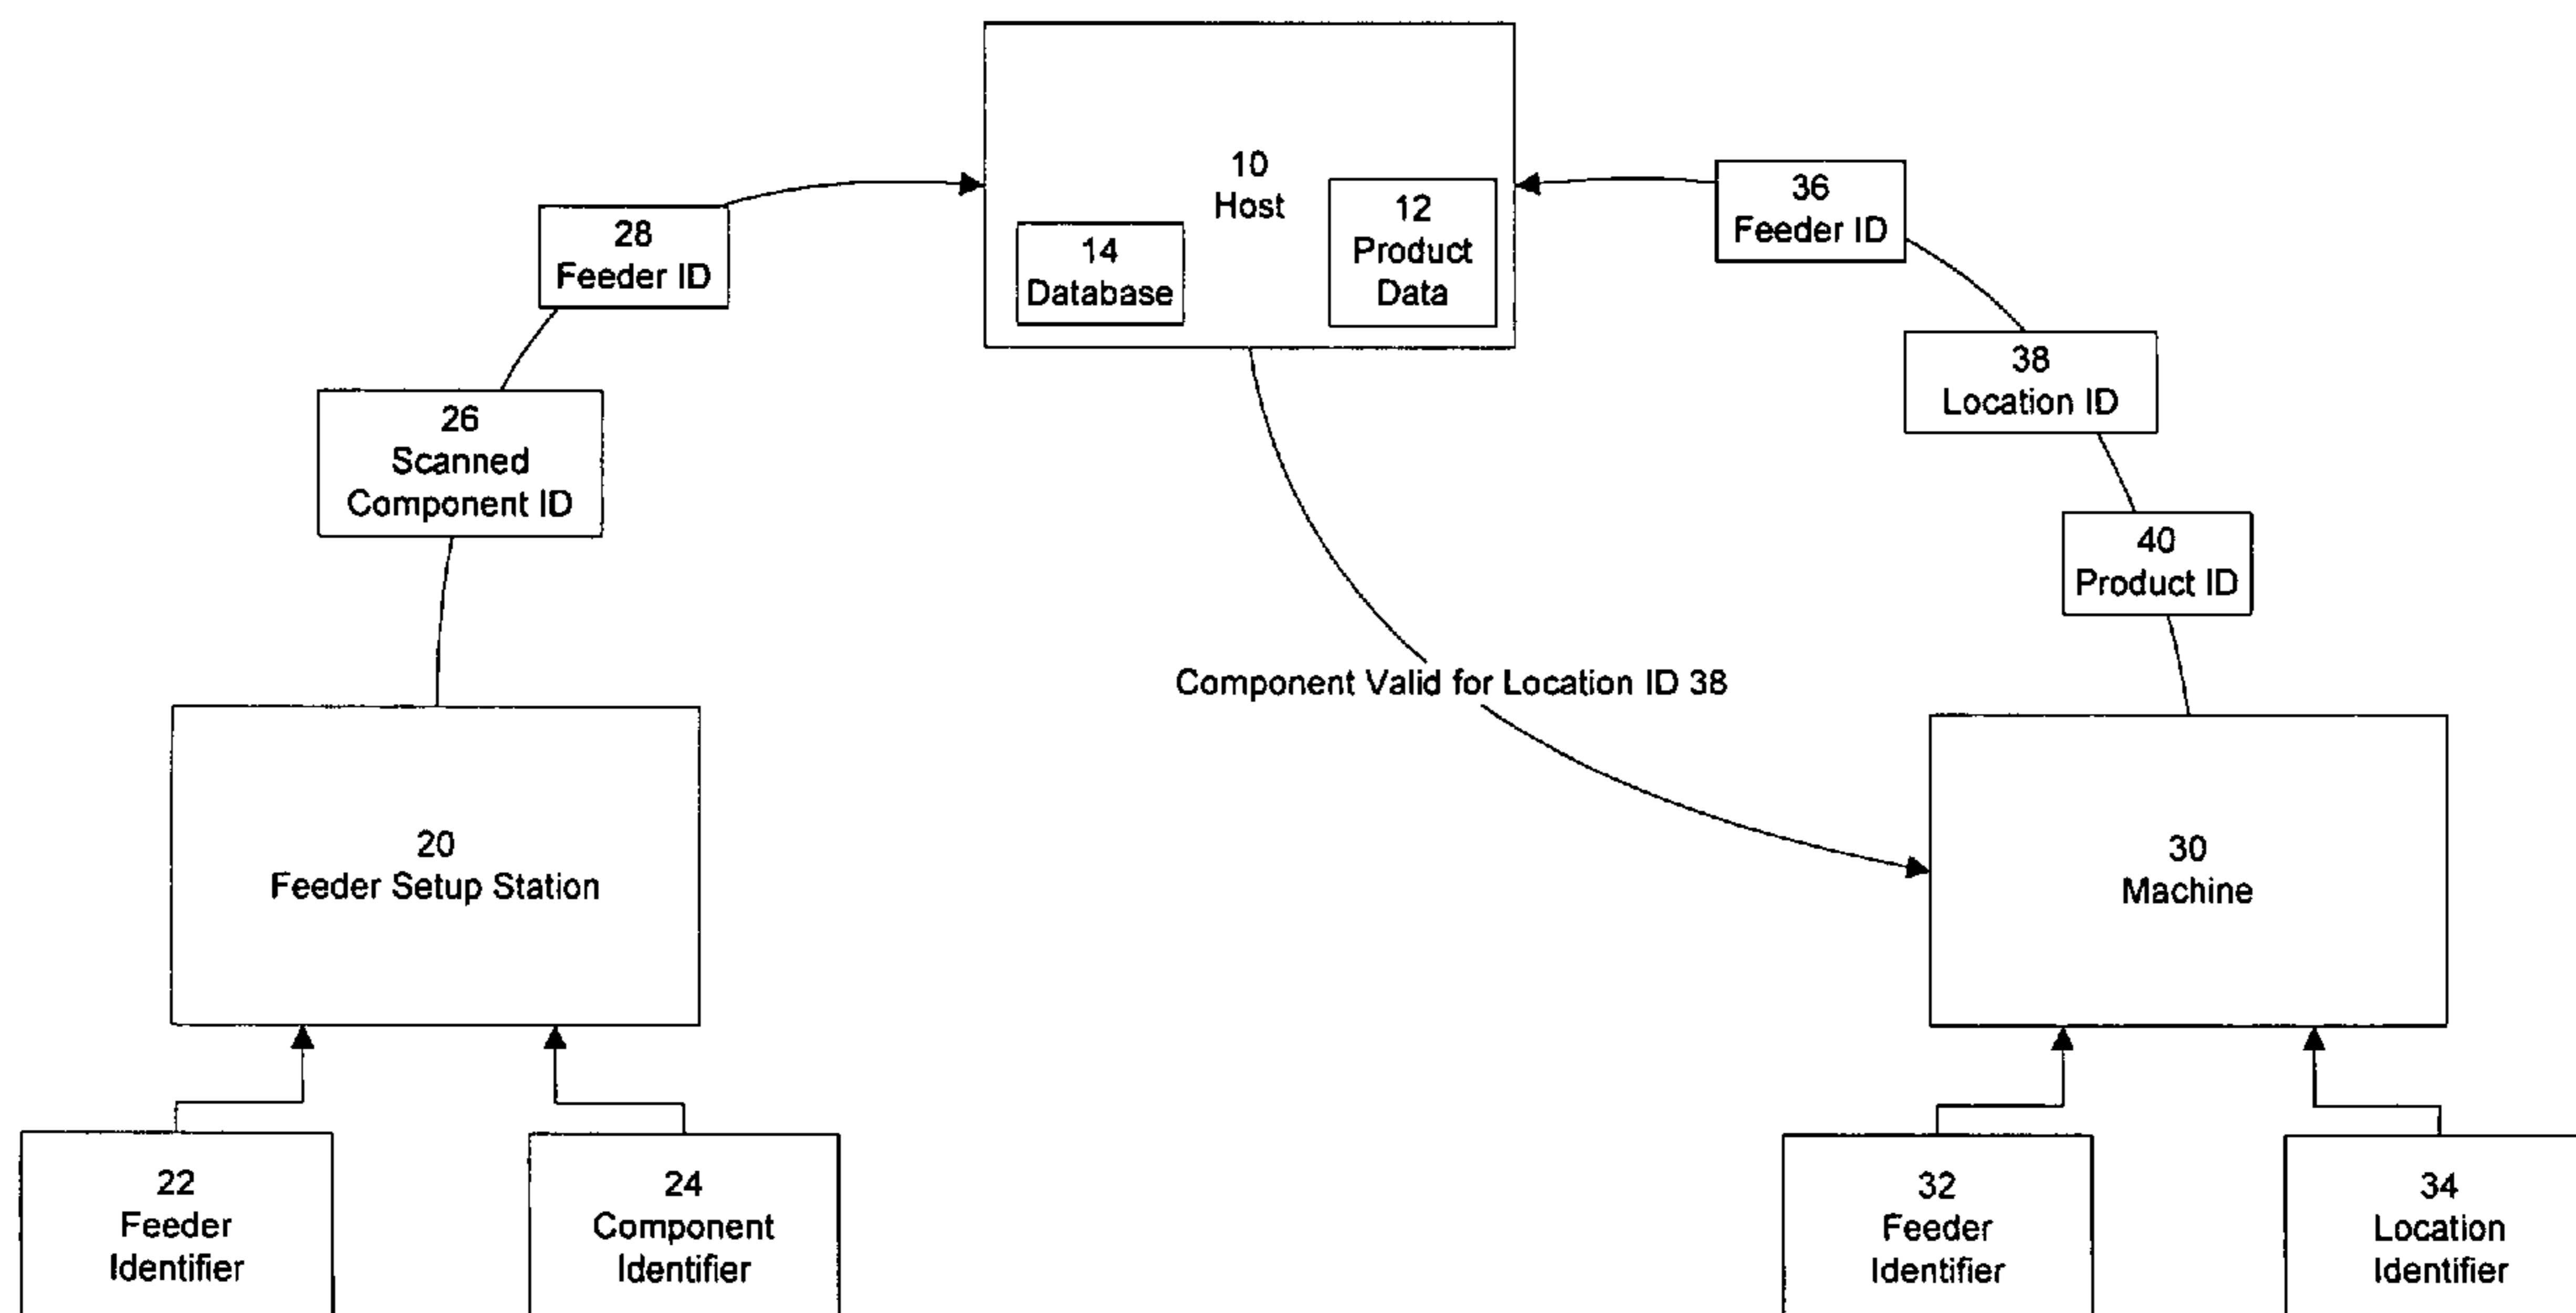 10
Host
14
Database
12
Product
Data
28
Feeder ID
36
Feeder ID
38
Location ID
26
Scanned
Component ID
40
Product ID
Component Valid for Location ID 38
20
Feeder Setup Station
30
Machine
22
Feeder
Identifier
24
Component
Identifier
32
Feeder
Identifier
34
Location
Identifier